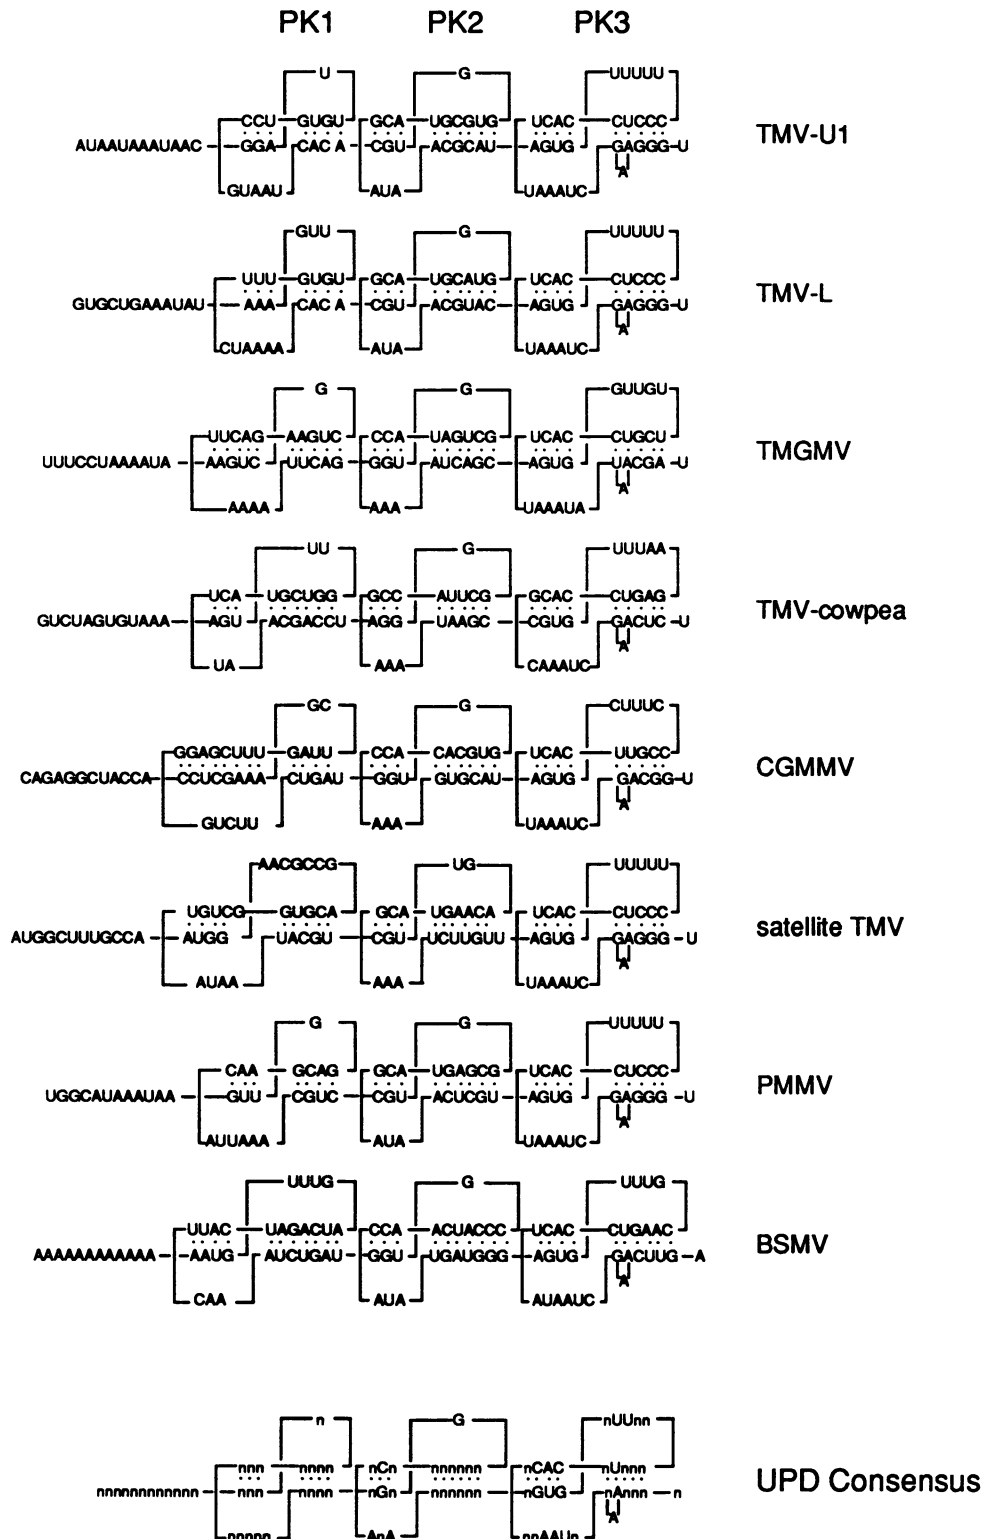 PK1 PK2 PK3
U G UUUUU
CCU GUGU GCA UGCGUG UCAC CUCCC
AUAAUAAAUAAC GGA CAC A CGU ACGCAU AGUG GAGGG U
A
GUAAU AUA UAAAUC
TMV-U1
GUU G UUUUU
UUU GUGU GCA UGCAUG UCAC CUCCC
GUGCUGAAAUAU AAA CAC A CGU ACGUAC AGUG GAGGG U
A
CUAAAA AUA UAAAUC
TMV-L
G G GUUGU
UUCAG AAGUC CCA UAGUCG UCAC CUGCU
UUUCCUAAAAUA AAGUC UUCAG GGU AUCAGC AGUG UACGA U
A
AAAA AAA UAAAUA
TMGMV
UU G UUUAA
UCA UGCUGG GCC AUUCG GCAC CUGAG
GUCUAGUGUAAA AGU ACGACCU AGG UAAGC CGUG GACUC U
A
UA AAA CAAAUC
TMV-cowpea
GC G CUUUC
GGAGCUUU GAUU CCA CACGUG UCAC UUGCC
CAGAGGCUACCA CCUCGAAA CUGAU GGU GUGCAU AGUG GACGG U
A
GUCUU AAA UAAAUC
CGMMV
AACGCCG UG UUUUU
UGUCG GUGCA GCA UGAACA UCAC CUCCC
AUGGCUUUGCCA AUGG UACGU CGU UCUUGUU AGUG GAGGG U
A
AUAA AAA UAAAUC
satellite TMV
G G UUUUU
CAA GCAG GCA UGAGCG UCAC CUCCC
UGGCAUAAAUAA GUU CGUC CGU ACUCGU AGUG GAGGG U
A
AUUAAA AUA UAAAUC
PMMV
UUUG G UUUG
UUAC UAGACUA CCA ACUACCC UCAC CUGAAC
AAAAAAAAAAAA AAUG AUCUGAU GGU UGAUGGG AGUG GACUUG A
A
CAA AUA AUAAUC
BSMV
n G nUUnn
nnn nnnn nCn nnnnnn nCAC nUnnn
nnnnnnnnnnnn nnn nnnn nGn nnnnnn nGUG nAnnn n
A
nnnnn AnA nnAAUn
UPD Consensus